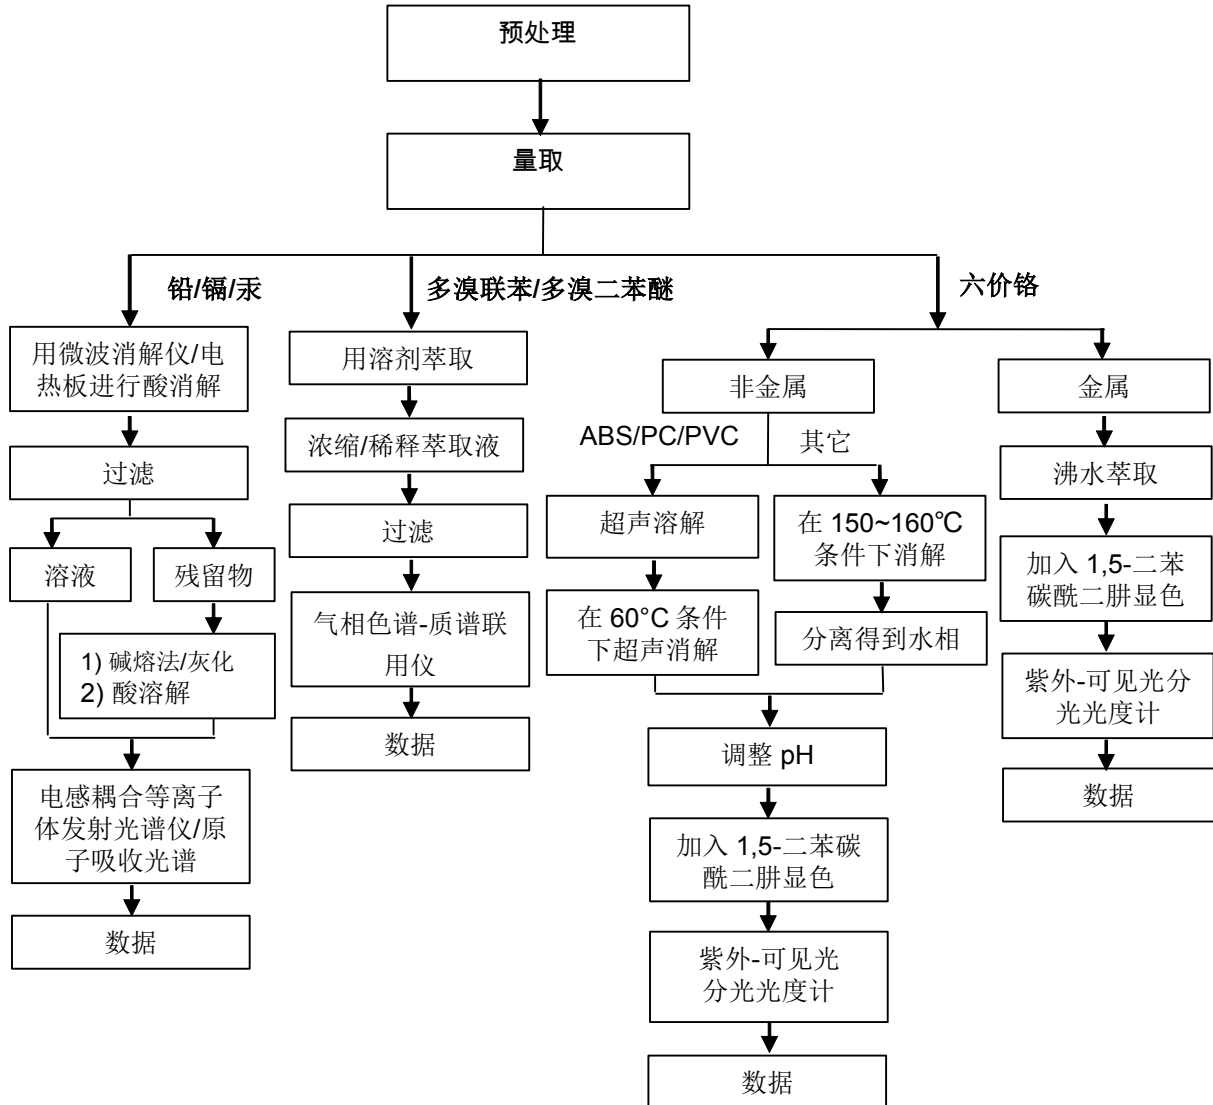 预处理
量取
铅/镉/汞
多溴联苯/多溴二苯醚
六价铬
用微波消解仪/电
热板进行酸消解
过滤
溶液
残留物
1) 碱熔法/灰化
2) 酸溶解
电感耦合等离子
体发射光谱仪/原
子吸收光谱
数据
用溶剂萃取
浓缩/稀释萃取液
过滤
气相色谱-质谱联
用仪
数据
非金属
ABS/PC/PVC
其它
超声溶解
在 60°C 条件
下超声消解
在 150~160℃
条件下消解
分离得到水相
调整 pH
加入 1,5-二苯碳
酰二肼显色
紫外-可见光
分光光度计
数据
金属
沸水萃取
加入 1,5-二苯
碳酰二肼显色
紫外-可见光分
光光度计
数据